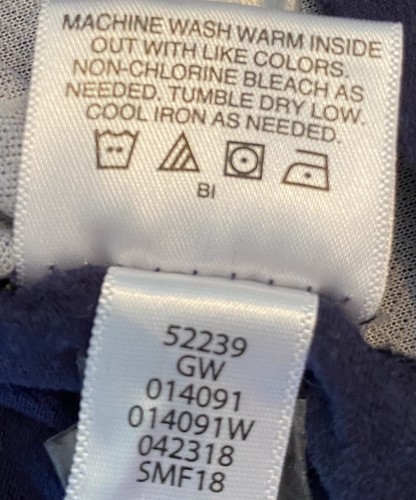 MACHINE WASH WARM INSIDE
OUT WITH LIKE COLORS.
NON-CHLORINE BLEACH AS
NEEDED. TUMBLE DRY LOW.
COOL IRON AS NEEDED.
BI
52239
GW
014091
014091W
042318
SMF18